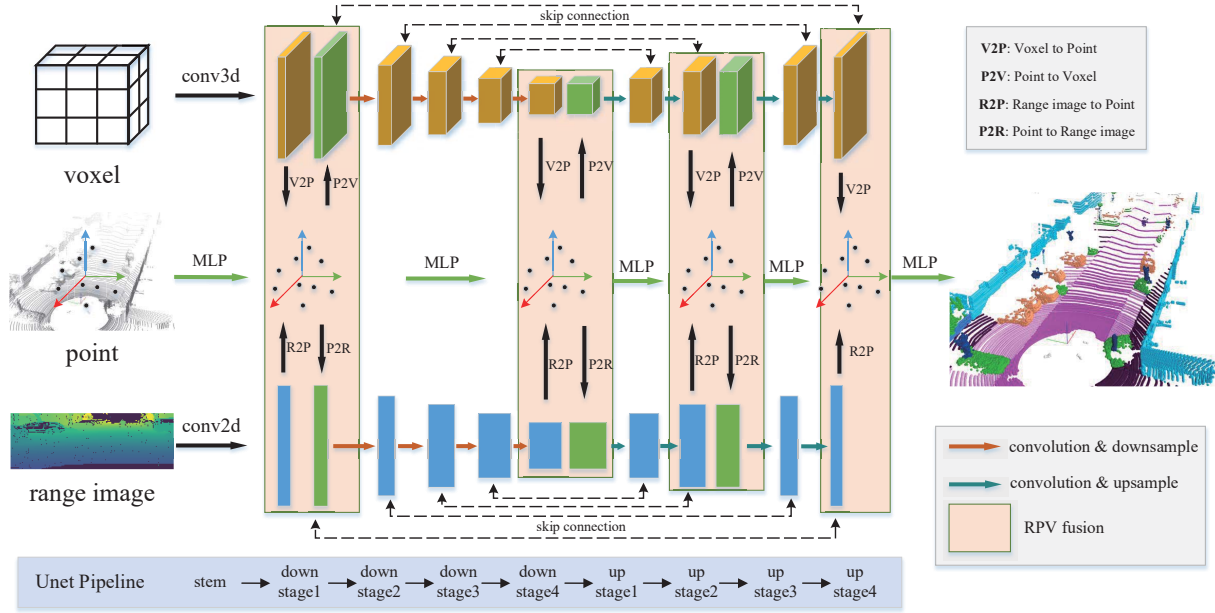 skip connection
V2P: Voxel to Point
P2V: Point to Voxel
R2P: Range image to Point
P2R: Point to Range image
conv3d
voxel
V2P
P2V
V2P
P2V
V2P
P2V
V2P
MLP
MLP
MLP
MLP
MLP
point
R2P
P2R
R2P
P2R
R2P
P2R
R2P
conv2d
range image
skip connection
convolution & downsample
convolution & upsample
RPV fusion
Unet Pipeline
stem
down
stage1
down
stage2
down
stage3
down
stage4
up
stage1
up
stage2
up
stage3
up
stage4